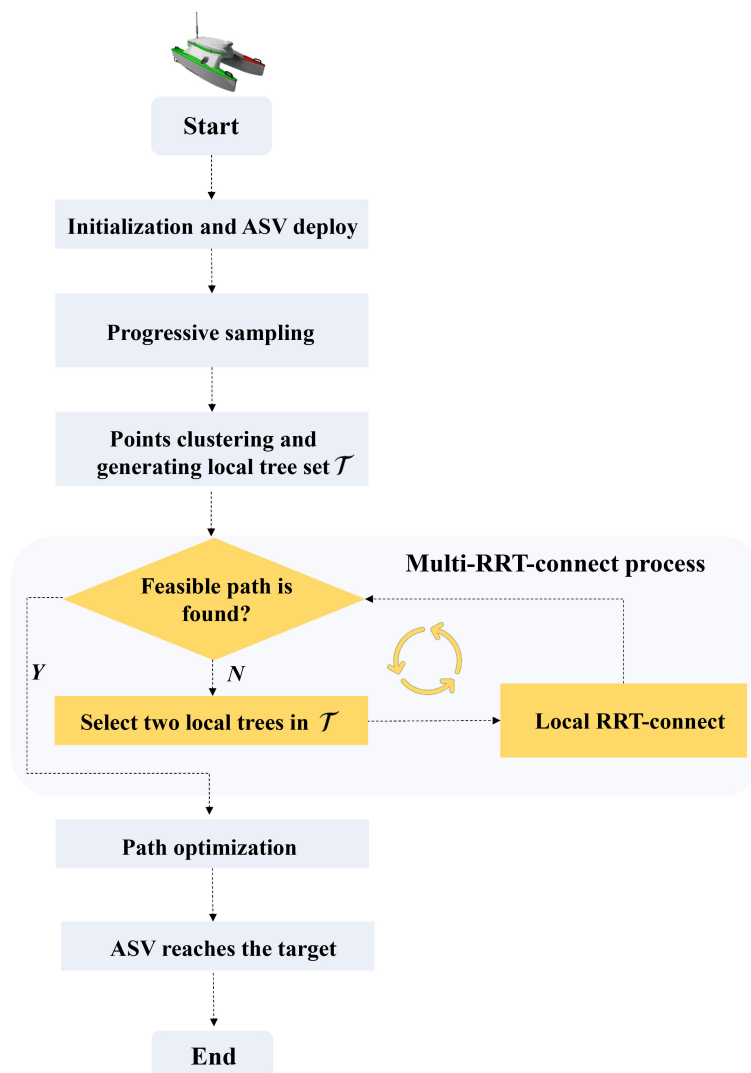 Start
Initialization and ASV deploy
Progressive sampling
Points clustering and
generating local tree set 𝒯
Multi-RRT-connect process
Feasible path is
found?
Y
N
Select two local trees in 𝒯
Local RRT-connect
Path optimization
ASV reaches the target
End